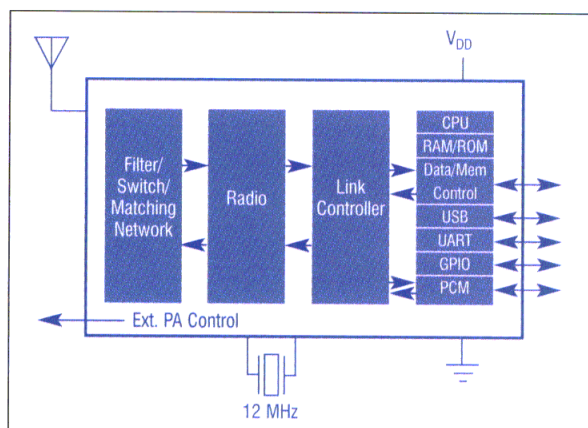 V_DD
Filter/
Switch/
Matching
Network
Radio
Link
Controller
CPU
RAM/ROM
Data/Mem
Control
USB
UART
GPIO
PCM
Ext. PA Control
12 MHz